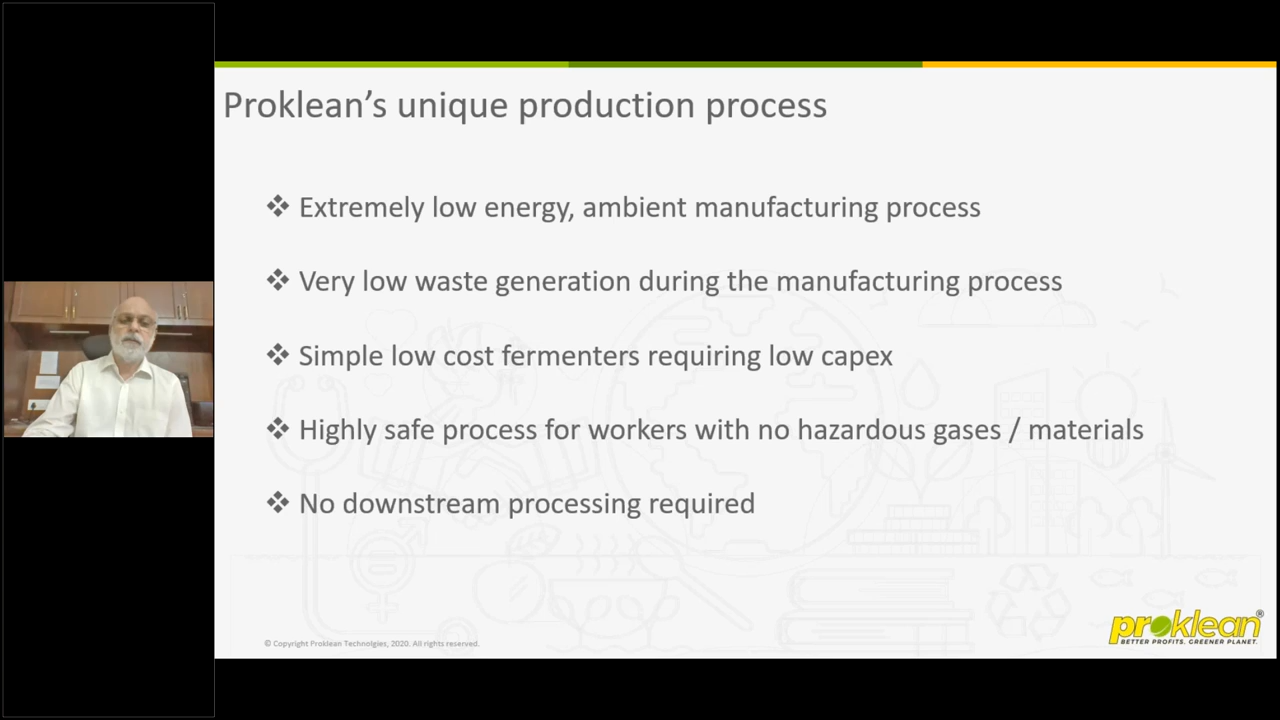 Proklean’s unique production process
❖ Extremely low energy, ambient manufacturing process
❖ Very low waste generation during the manufacturing process
❖ Simple low cost fermenters requiring low capex
❖ Highly safe process for workers with no hazardous gases / materials
❖ No downstream processing required
© Copyright Proklean Technolgies, 2020. All rights reserved.
proklean®
BETTER PROFITS. GREENER PLANET.